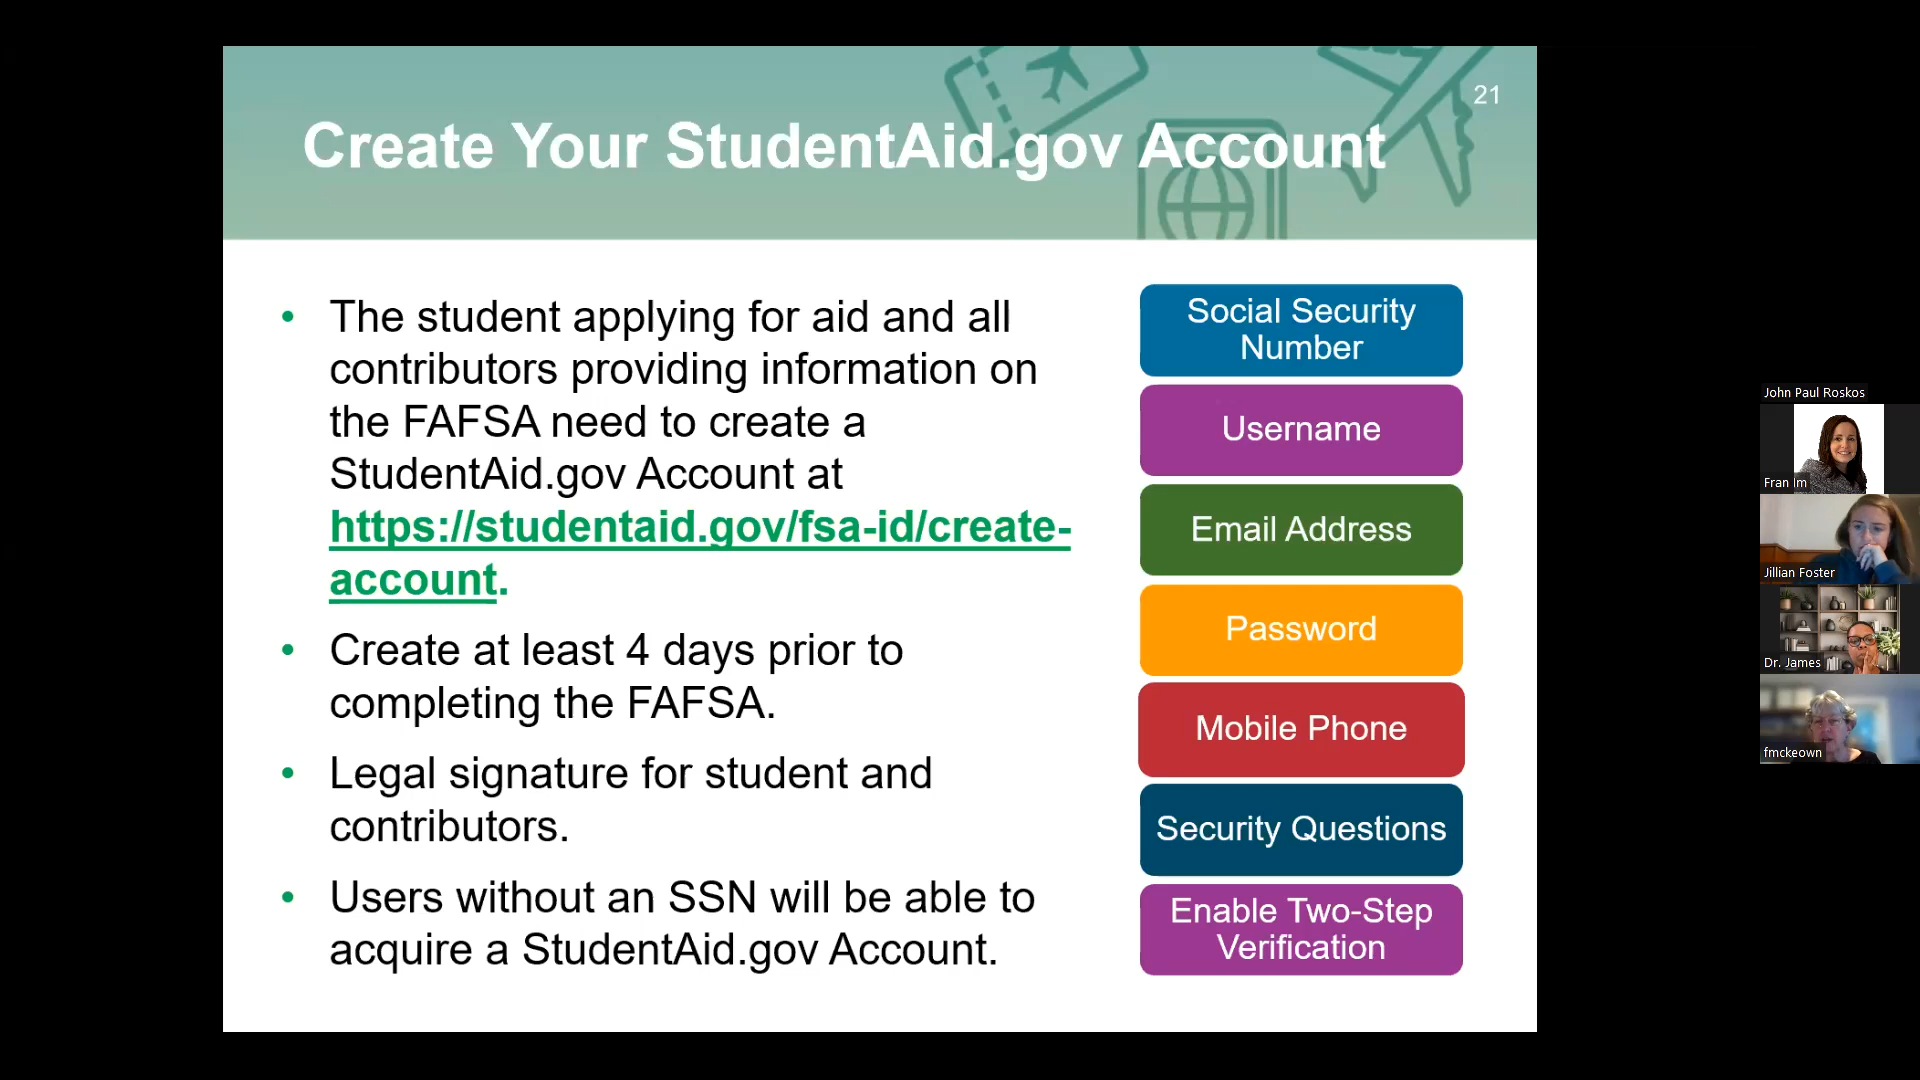 21
Create Your StudentAid.gov Account
• The student applying for aid and all
contributors providing information on
the FAFSA need to create a
StudentAid.gov Account at
https://studentaid.gov/fsa-id/create-
account.
• Create at least 4 days prior to
completing the FAFSA.
• Legal signature for student and
contributors.
• Users without an SSN will be able to
acquire a StudentAid.gov Account.
Social Security
Number
Username
Email Address
Password
Mobile Phone
Security Questions
Enable Two-Step
Verification
John Paul Roskos
Fran Im
Jillian Foster
Dr. James
fmckeown